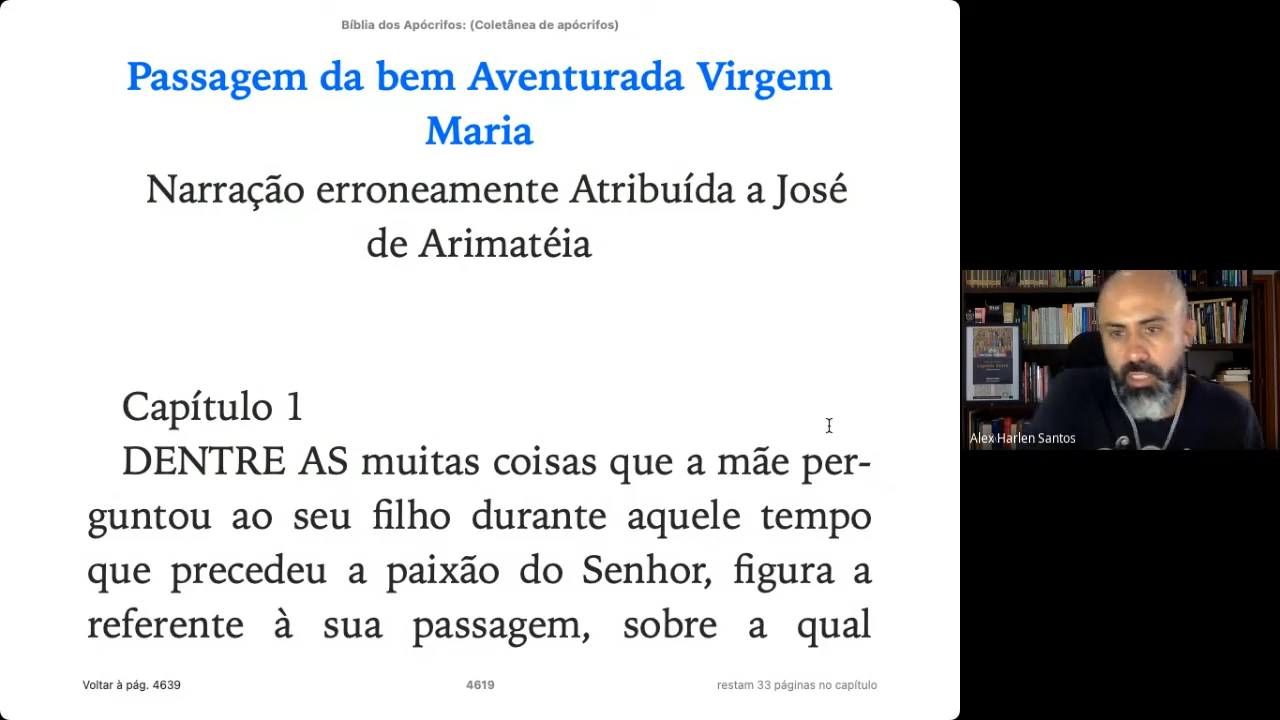 Bíblia dos Apócrifos: (Coletânea de apócrifos)
Passagem da bem Aventurada Virgem
Maria
Narração erroneamente Atribuída a José
de Arimatéia
Capítulo 1
DENTRE AS muitas coisas que a mãe per-
guntou ao seu filho durante aquele tempo
que precedeu a paixão do Senhor, figura a
referente à sua passagem, sobre a qual
Voltar à pág. 4639
4619
restam 33 páginas no capítulo
Alex Harlen Santos